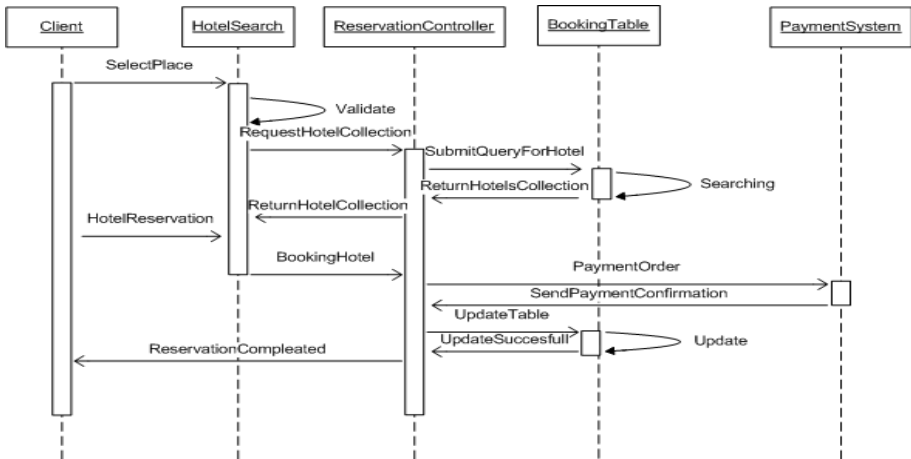 Client
HotelSearch
ReservationController
BookingTable
PaymentSystem
SelectPlace
Validate
RequestHotelCollection
SubmitQueryForHotel
Searching
ReturnHotelsCollection
ReturnHotelCollection
HotelReservation
BookingHotel
PaymentOrder
SendPaymentConfirmation
UpdateTable
UpdateSuccesfull
Update
ReservationCompleated